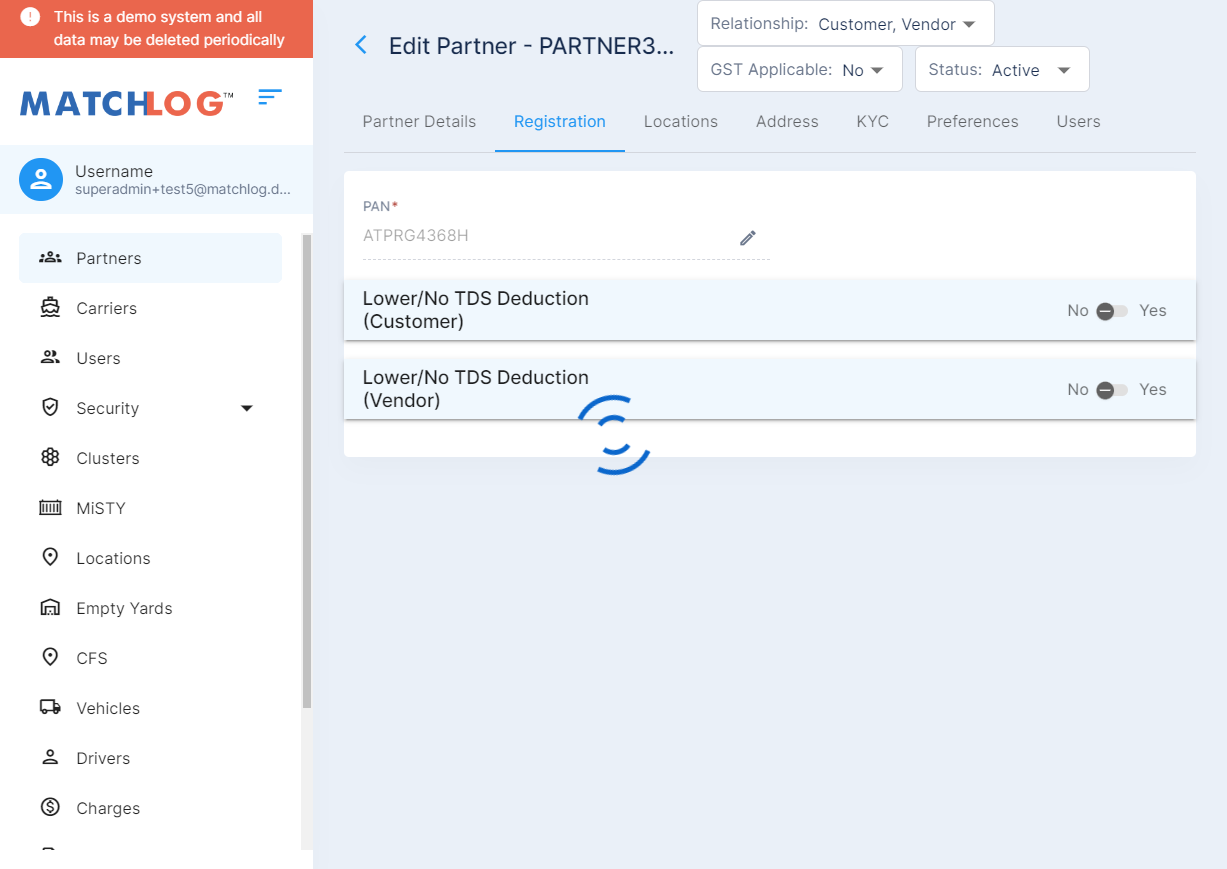 This is a demo system and all
data may be deleted periodically
MATCHLOG™
Username
superadmin+test5@matchlog.d...
Partners
Carriers
Users
Security
Clusters
MiSTY
Locations
Empty Yards
CFS
Vehicles
Drivers
Charges
Edit Partner - PARTNER3...
Relationship: Customer, Vendor
GST Applicable: No
Status: Active
Partner Details
Registration
Locations
Address
KYC
Preferences
Users
PAN*
ATPRG4368H
Lower/No TDS Deduction
(Customer)
No
Yes
Lower/No TDS Deduction
(Vendor)
No
Yes